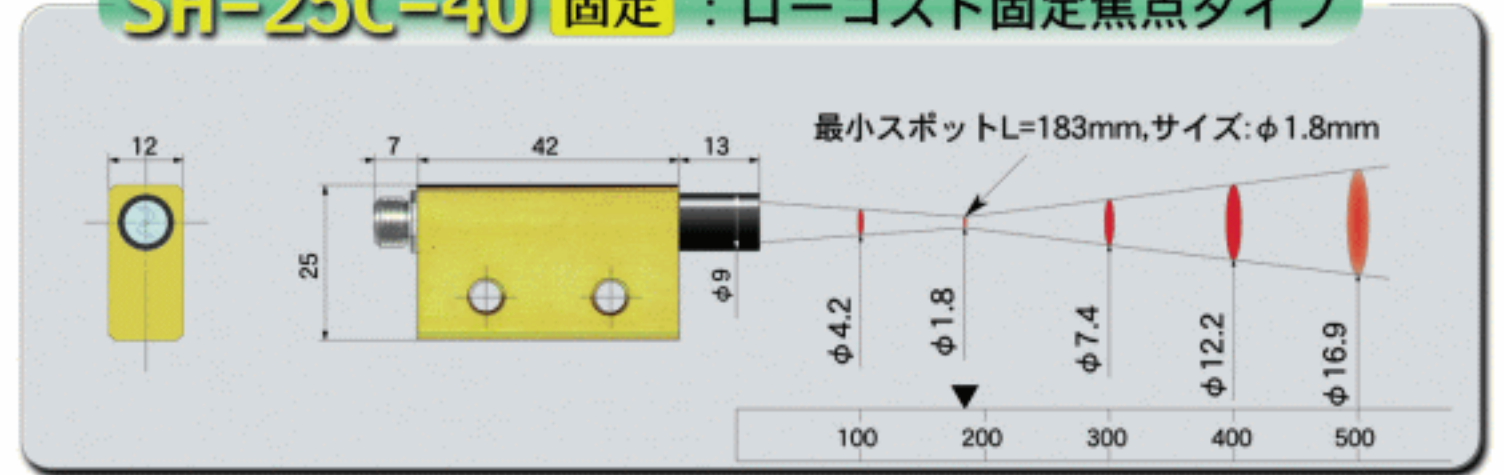 SH-25C-40 固定 : ローコスト固定焦点タイプ
最小スポットL=183mm,サイズ:φ1.8mm
12
7 42 13
25
φ9
φ4.2
φ1.8
φ7.4
φ12.2
φ16.9
100 200 300 400 500